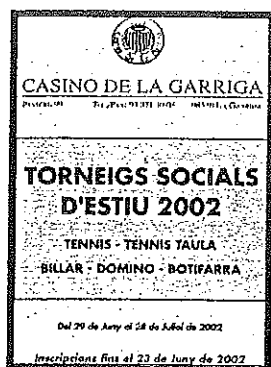 CASINO DE LA GARRIGA
TORNEIGS SOCIALS
D'ESTIU 2002
TENNIS - TENNIS TAULA
BILLAR - DOMINO - BOTIFARRA
Del 29 de Juny al 28 de Juliol de 2002
Inscripcions fins al 23 de Juny de 2002